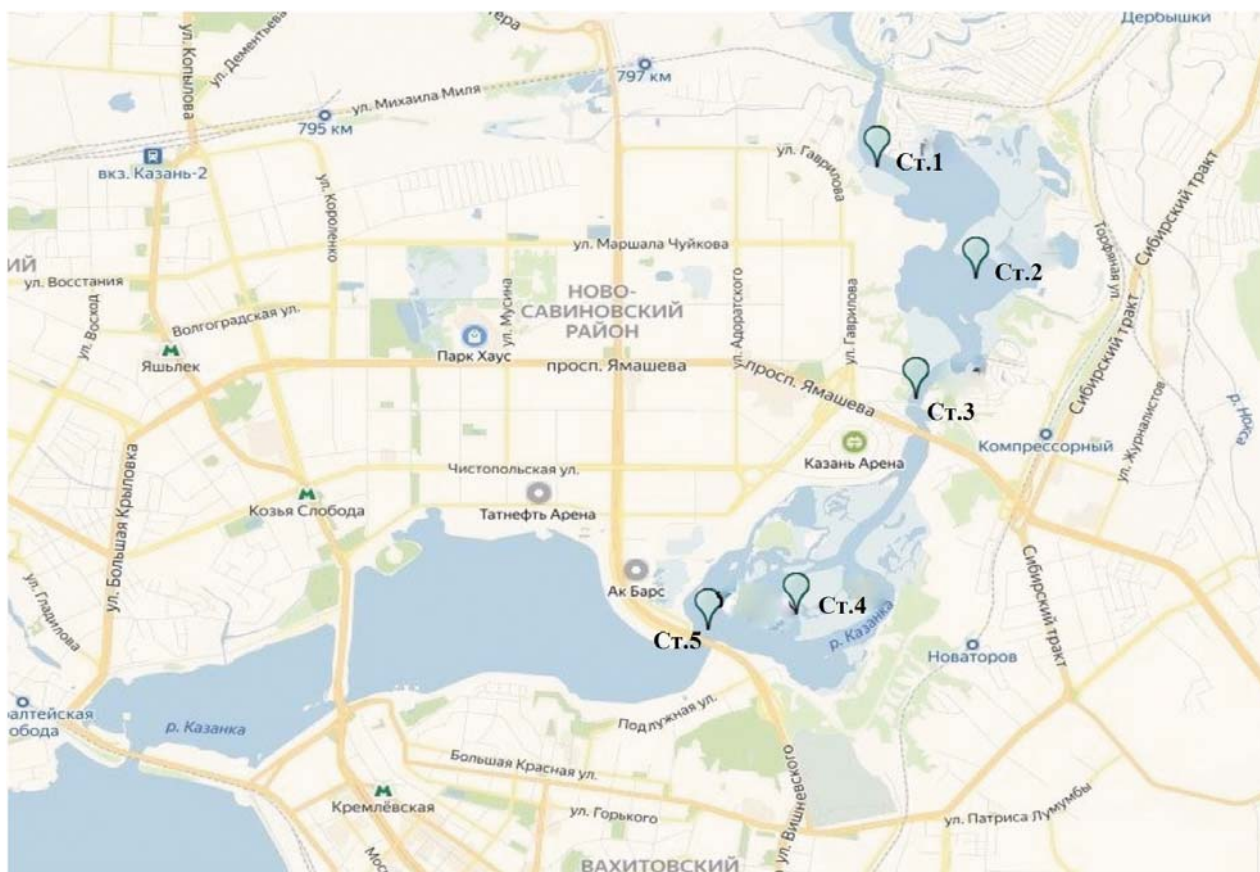 Дербышки
ул. Копылова
ул. Дементьева
797 км
ул. Михаила Миля
795 км
вкз. Казань-2
ул. Гаврилова
Ст.1
ул. Короленко
Торфяная ул.
Сибирский тракт
ул. Маршала Чуйкова
ул. Восстания
Ст.2
НОВО-
САВИНОВСКИЙ
РАЙОН
ул. Восход
Волгоградская ул.
ул. Мусина
ул. Адоратского
ул. Гаврилова
Сибирский тракт
Яшьлек
Парк Хаус
просп. Ямашева
просп. Ямашева
Ст.3
р. Нокса
ул. Журналистов
Компрессорный
Казань Арена
Чистопольская ул.
ул. Большая Крыловка
Козья Слобода
Татнефть Арена
Ак Барс
Ст.4
Ст.5
р. Казанка
Новаторов
Сибирский тракт
ул. Гладилова
Подлужная ул.
р. Казанка
Большая Красная ул.
Кремлёвская
ул. Горького
ул. Вишневского
ул. Патриса Лумумбы
ВАХИТОВСКИЙ